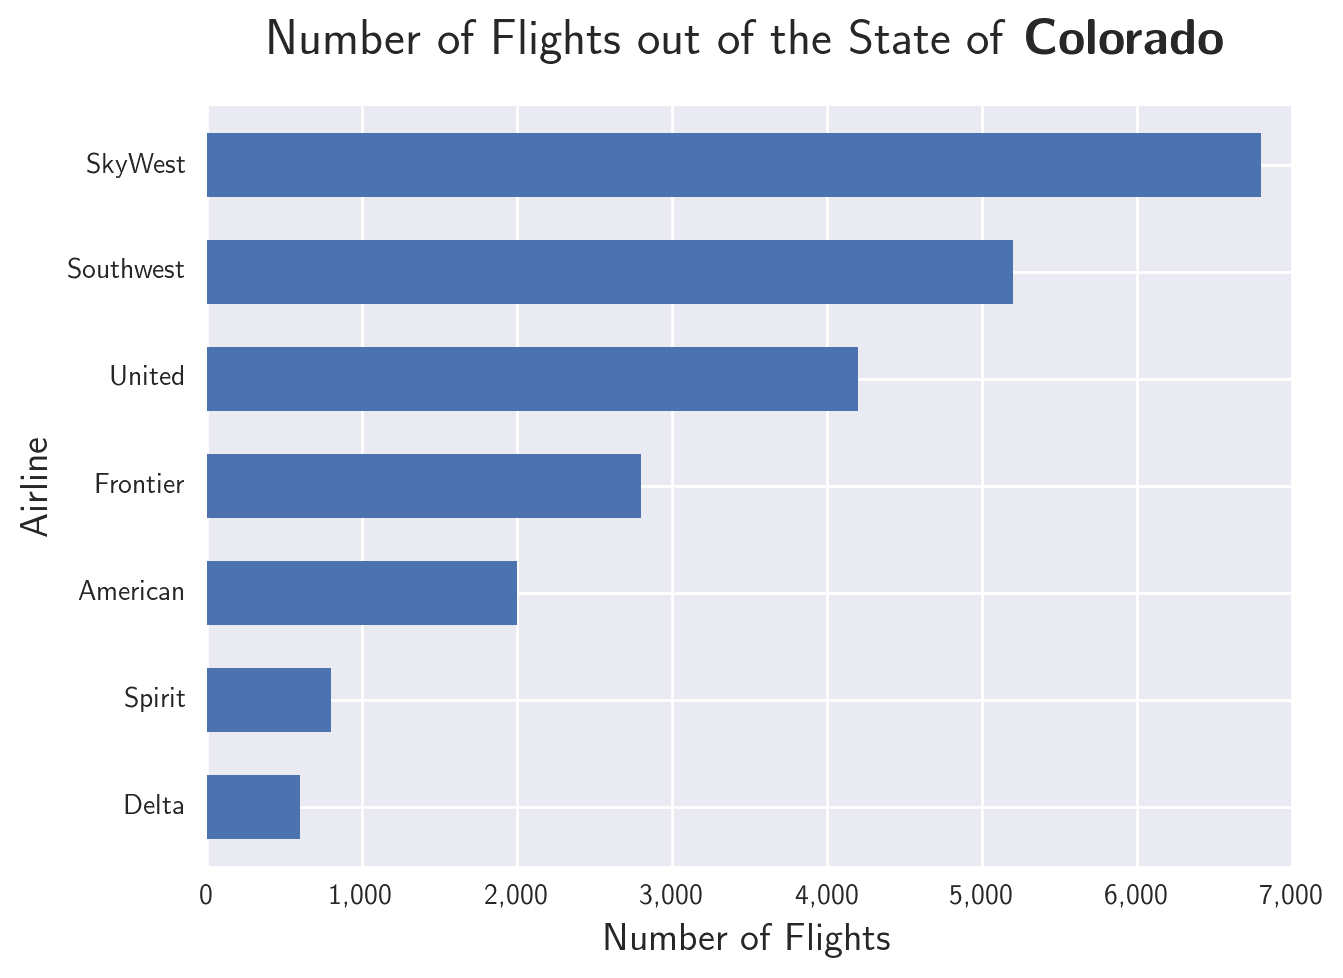 Number of Flights out of the State of Colorado
SkyWest
Southwest
United
Frontier
American
Spirit
Delta
Airline
0 1,000 2,000 3,000 4,000 5,000 6,000 7,000
Number of Flights